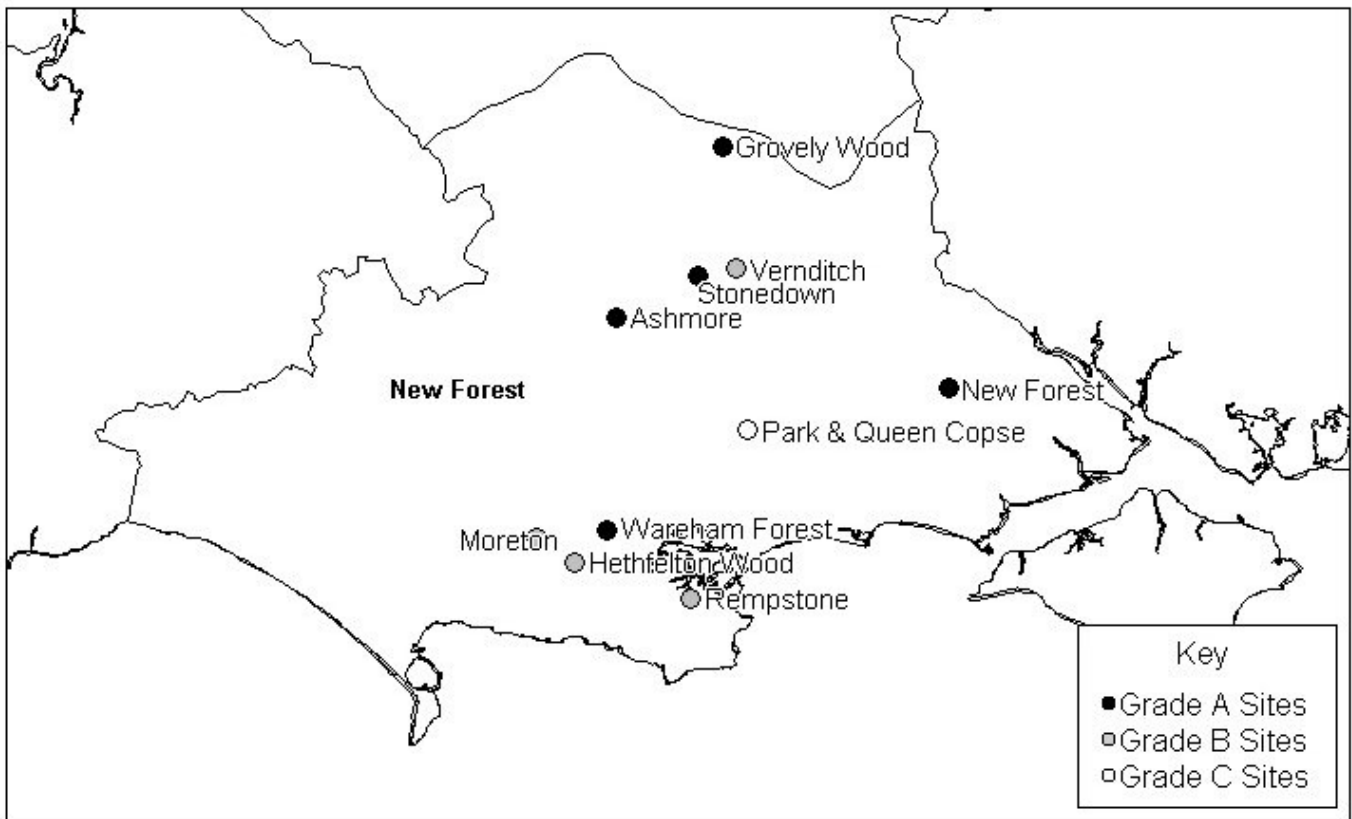 Grovely Wood
Vernditch
Stonedown
Ashmore
New Forest
New Forest
Park & Queen Copse
Wareham Forest
Moreton
Hethfelton Wood
Rempstone
Key
Grade A Sites
Grade B Sites
Grade C Sites